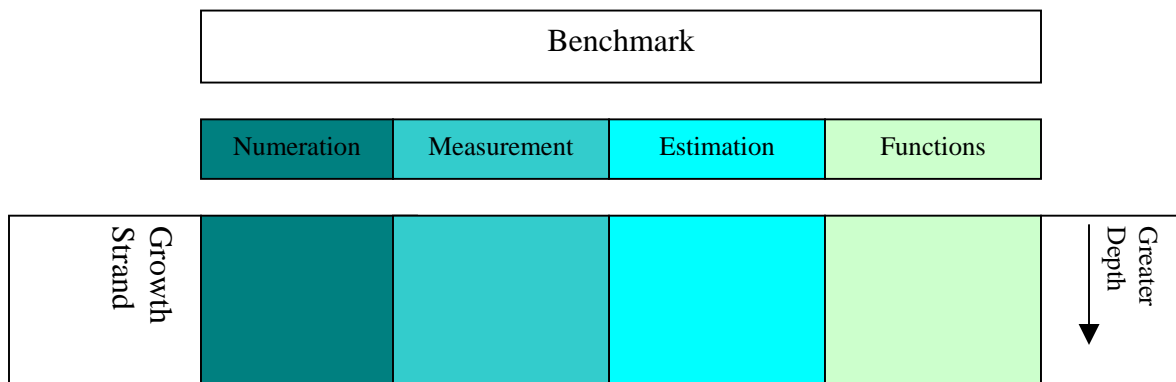 Benchmark
Numeration Measurement Estimation Functions
Growth
Strand
Greater
Depth